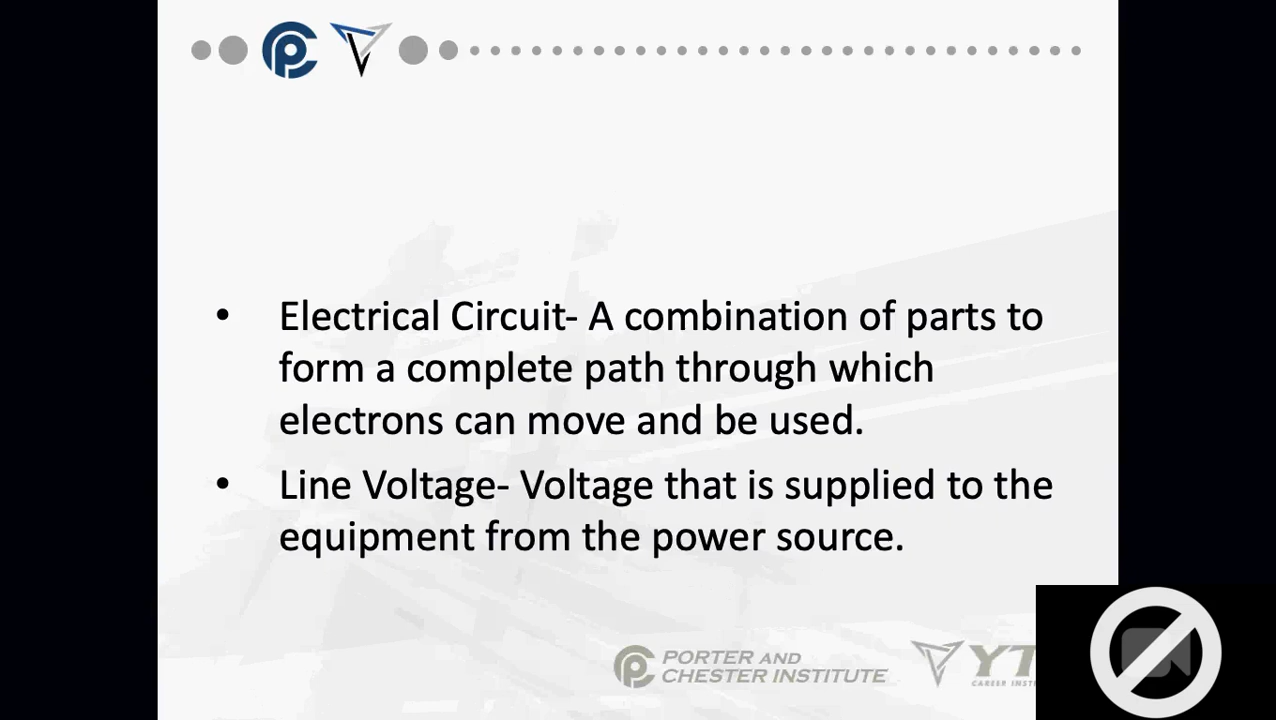 • Electrical Circuit- A combination of parts to
form a complete path through which
electrons can move and be used.
• Line Voltage- Voltage that is supplied to the
equipment from the power source.
PORTER AND
CHESTER INSTITUTE